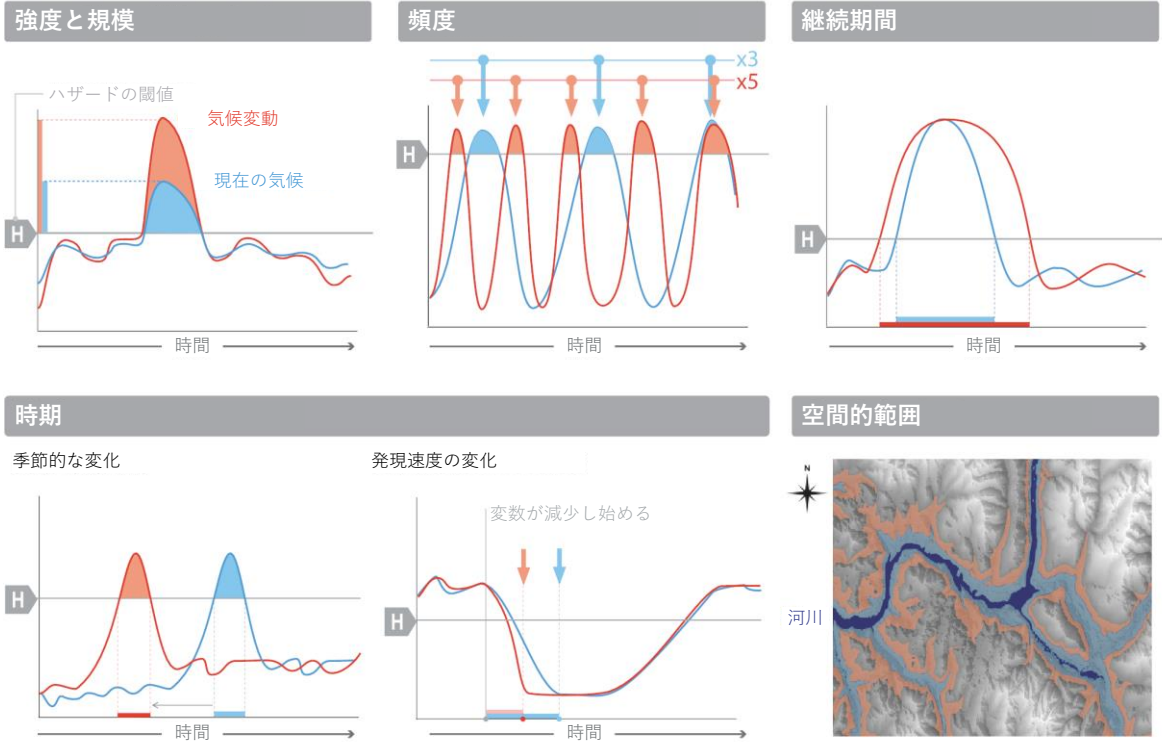 強度と規模
ハザードの閾値
気候変動
現在の気候
H
時間
頻度
x3
x5
H
時間
継続期間
H
時間
時期
季節的な変化
H
時間
発現速度の変化
変数が減少し始める
H
時間
空間的範囲
N
河川